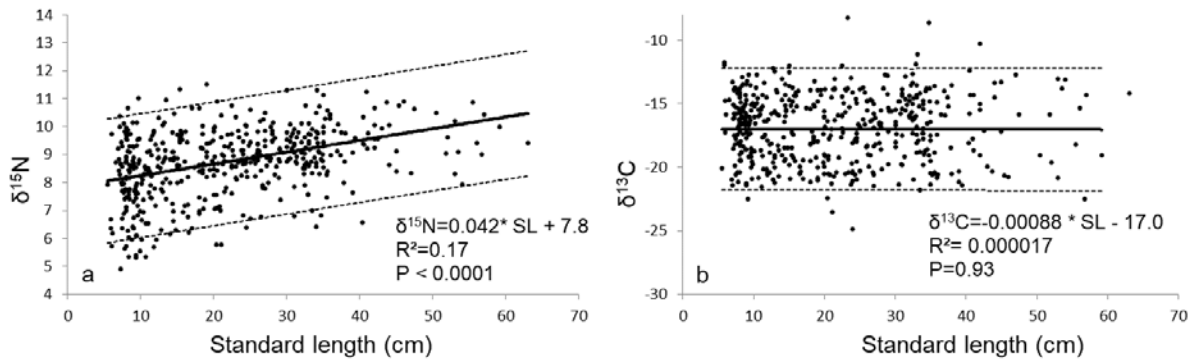 14
13
12
11
10
9
8
7
6
5
4
δ¹⁵N
a
δ¹⁵N=0.042* SL + 7.8
R²=0.17
P < 0.0001
0 10 20 30 40 50 60 70
Standard length (cm)
-10
-15
-20
-25
-30
δ¹³C
b
δ¹³C=-0.00088 * SL - 17.0
R²= 0.000017
P=0.93
0 10 20 30 40 50 60 70
Standard length (cm)